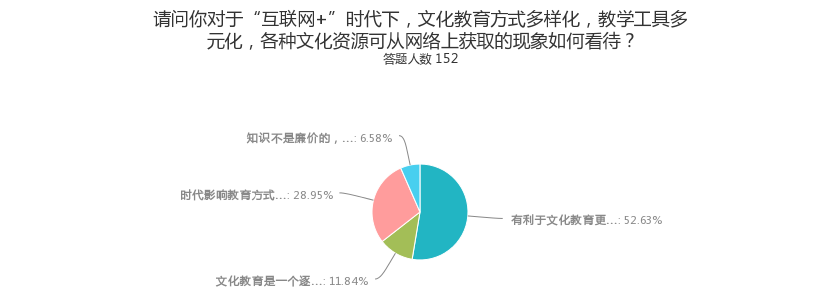 请问你对于“互联网+”时代下，文化教育方式多样化，教学工具多
元化，各种文化资源可从网络上获取的现象如何看待？
答题人数 152
知识不是廉价的，...: 6.58%
时代影响教育方式...: 28.95%
有利于文化教育更...: 52.63%
文化教育是一个逐...: 11.84%